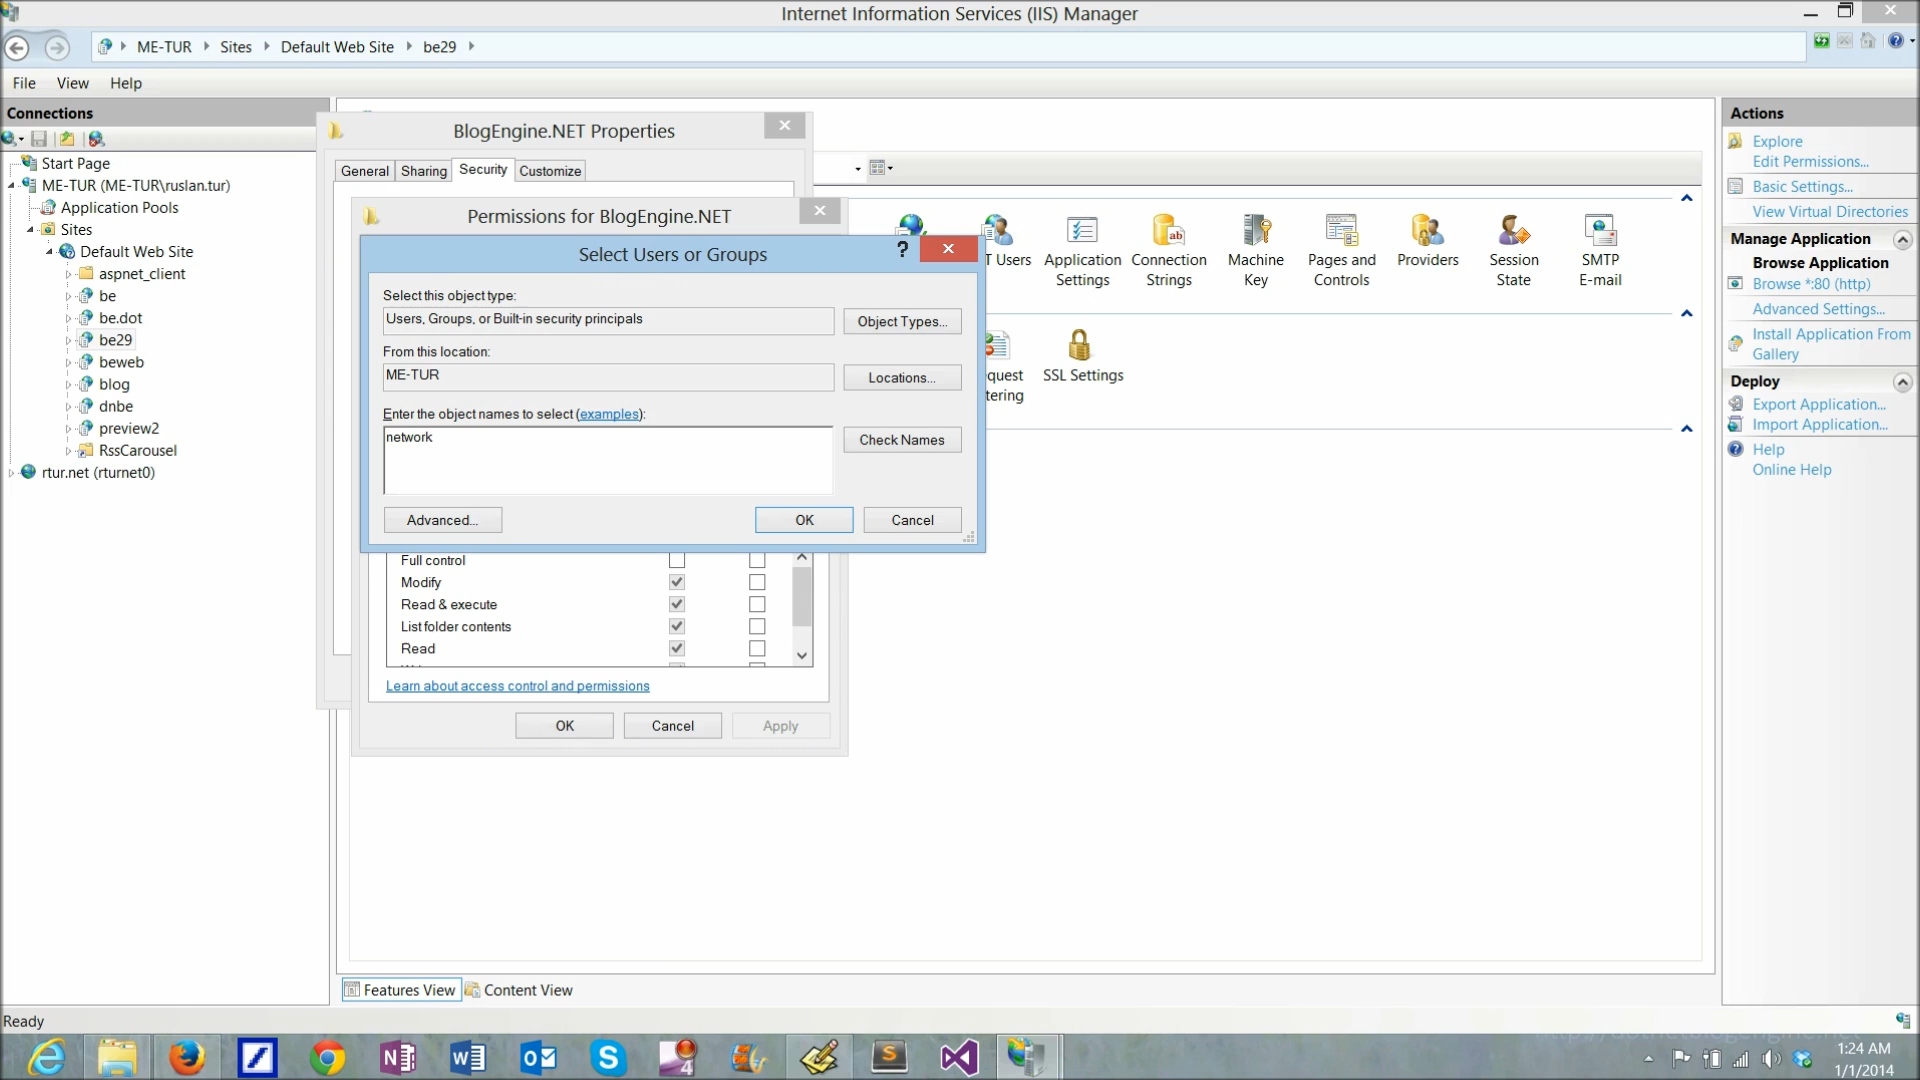 Internet Information Services (IIS) Manager
ME-TUR Sites Default Web Site be29
File View Help
Connections
Start Page
ME-TUR (ME-TUR\ruslan.tur)
Application Pools
Sites
Default Web Site
aspnet_client
be
be.dot
be29
beweb
blog
dnbe
preview2
RssCarousel
rtur.net (rturnet0)
BlogEngine.NET Properties
General Sharing Security Customize
Permissions for BlogEngine.NET
Select Users or Groups
?
Select this object type:
Users, Groups, or Built-in security principals
Object Types...
From this location:
ME-TUR
Locations...
Enter the object names to select (examples):
network
Check Names
Advanced...
OK
Cancel
Full control
Modify
Read & execute
List folder contents
Read
Learn about access control and permissions
OK
Cancel
Apply
T Users
Application Settings
Connection Strings
Machine Key
Pages and Controls
Providers
Session State
SMTP E-mail
quest
tering
SSL Settings
Features View
Content View
Actions
Explore
Edit Permissions...
Basic Settings...
View Virtual Directories
Manage Application
Browse Application
Browse *:80 (http)
Advanced Settings...
Install Application From
Gallery
Deploy
Export Application...
Import Application...
Help
Online Help
Ready
1:24 AM
1/1/2014